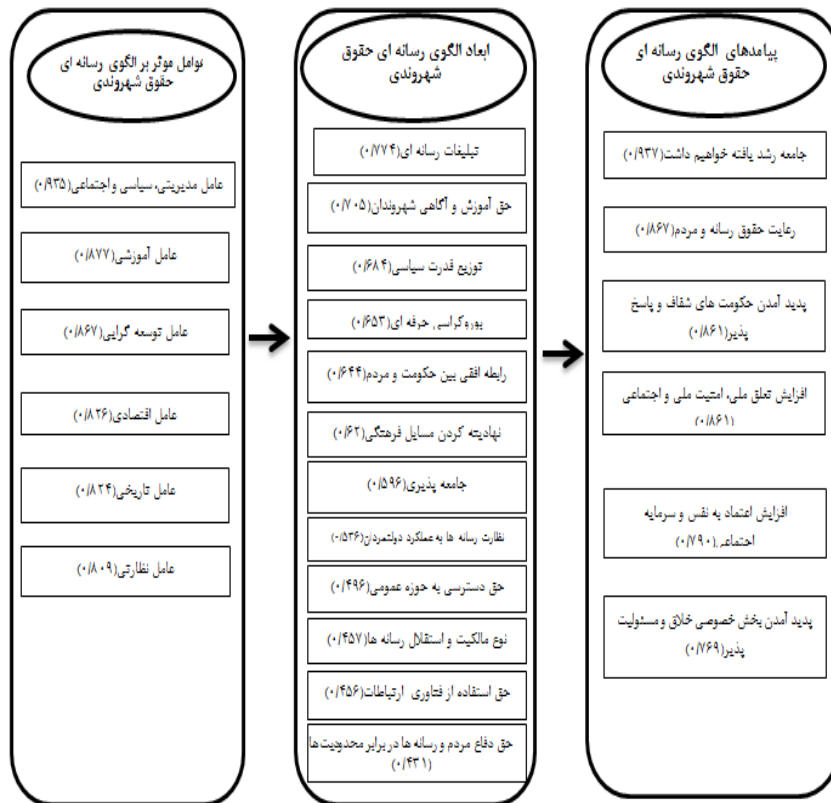 عوامل موثر بر الگوی رسانه ای
حقوق شهروندی
عامل مدیریتی، سیاسی و اجتماعی(۰/۹۳۵)
عامل آموزشی(۰/۸۷۷)
عامل توسعه گرایی(۰/۸۶۷)
عامل اقتصادی(۰/۸۲۶)
عامل تاریخی(۰/۸۲۴)
عامل نظارتی(۰/۸۰۹)
ابعاد الگوی رسانه ای حقوق
شهروندی
تبلیغات رسانه ای(۰/۷۷۴)
حق آموزش و آگاهی شهروندان(۰/۷۰۵)
توزیع قدرت سیاسی(۰/۶۸۴)
بوروکراسی حرفه ای(۰/۶۵۳)
رابطه افقی بین حکومت و مردم(۰/۶۴۴)
نهادینه کردن مسایل فرهنگی(۰/۶۲)
جامعه پذیری(۰/۵۹۶)
نظارت رسانه ها به عملکرد دولتمردان(۰/۵۳۶)
حق دسترسی به حوزه عمومی(۰/۴۹۶)
نوع مالکیت و استقلال رسانه ها(۰/۴۵۷)
حق استفاده از فناوری ارتباطات(۰/۴۵۶)
حق دفاع مردم و رسانه ها در برابر محدودیت‌ها
(۰/۴۳۱)
پیامدهای الگوی رسانه ای
حقوق شهروندی
جامعه رشد یافته خواهیم داشت(۰/۹۳۷)
رعایت حقوق رسانه و مردم(۰/۸۶۷)
پدید آمدن حکومت های شفاف و پاسخ
پذیر(۰/۸۶۱)
افزایش تعلق ملی، امنیت ملی و اجتماعی
(۰/۸۶۱)
افزایش اعتماد به نفس و سرمایه
اجتماعی(۰/۷۹۰)
پدید آمدن بخش خصوصی خلاق و مسئولیت
پذیر(۰/۷۶۹)